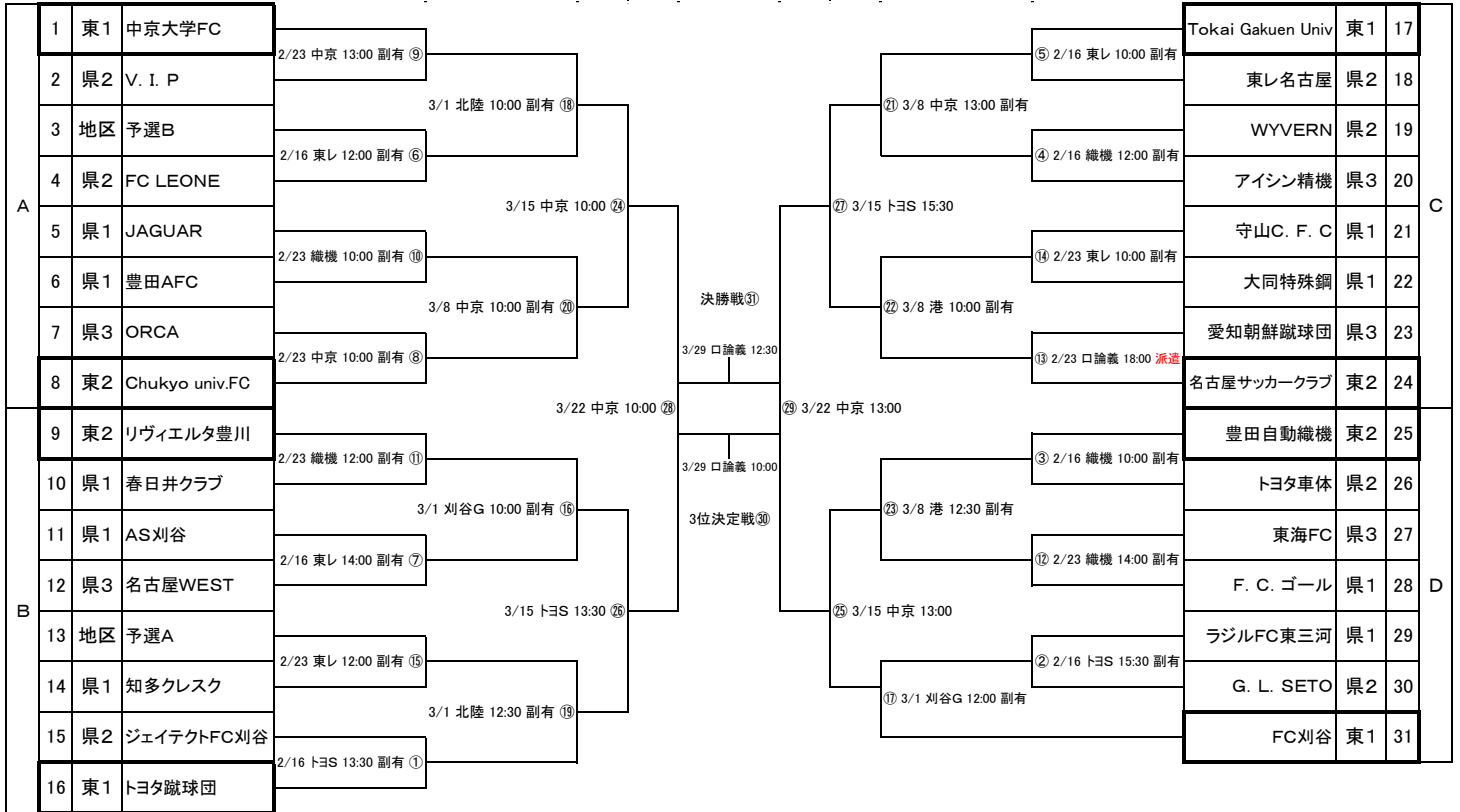 A
1 東1 中京大学FC
2 県2 V. I. P
3 地区 予選B
4 県2 FC LEONE
5 県1 JAGUAR
6 県1 豊田AFC
7 県3 ORCA
8 東2 Chukyo univ.FC
B
9 東2 リヴィエルタ豊川
10 県1 春日井クラブ
11 県1 AS刈谷
12 県3 名古屋WEST
13 地区 予選A
14 県1 知多クレスク
15 県2 ジェイテクトFC刈谷
16 東1 トヨタ蹴球団
2/23 中京 13:00 副有 ⑨
2/16 東レ 12:00 副有 ⑥
2/23 織機 10:00 副有 ⑩
2/23 中京 10:00 副有 ⑧
2/23 織機 12:00 副有 ⑪
2/16 東レ 14:00 副有 ⑦
2/23 東レ 12:00 副有 ⑮
2/16 トヨS 13:30 副有 ①
3/1 北陸 10:00 副有 ⑱
3/8 中京 10:00 副有 ⑳
3/1 刈谷G 10:00 副有 ⑯
3/1 北陸 12:30 副有 ⑲
3/15 中京 10:00 ㉔
3/15 トヨS 13:30 ㉖
3/22 中京 10:00 ㉘
決勝戦㉛
3/29 口論義 12:30
3/29 口論義 10:00
3位決定戦㉚
㉙ 3/22 中京 13:00
㉗ 3/15 トヨS 15:30
㉕ 3/15 中京 13:00
㉑ 3/8 中京 13:00 副有
㉒ 3/8 港 10:00 副有
㉓ 3/8 港 12:30 副有
⑰ 3/1 刈谷G 12:00 副有
⑤ 2/16 東レ 10:00 副有
④ 2/16 織機 12:00 副有
⑭ 2/23 東レ 10:00 副有
⑬ 2/23 口論義 18:00 派遣
③ 2/16 織機 10:00 副有
⑫ 2/23 織機 14:00 副有
② 2/16 トヨS 15:30 副有
C
Tokai Gakuen Univ 東1 17
東レ名古屋 県2 18
WYVERN 県2 19
アイシン精機 県3 20
守山C. F. C 県1 21
大同特殊鋼 県1 22
愛知朝鮮蹴球団 県3 23
名古屋サッカークラブ 東2 24
D
豊田自動織機 東2 25
トヨタ車体 県2 26
東海FC 県3 27
F. C. ゴール 県1 28
ラジルFC東三河 県1 29
G. L. SETO 県2 30
FC刈谷 東1 31